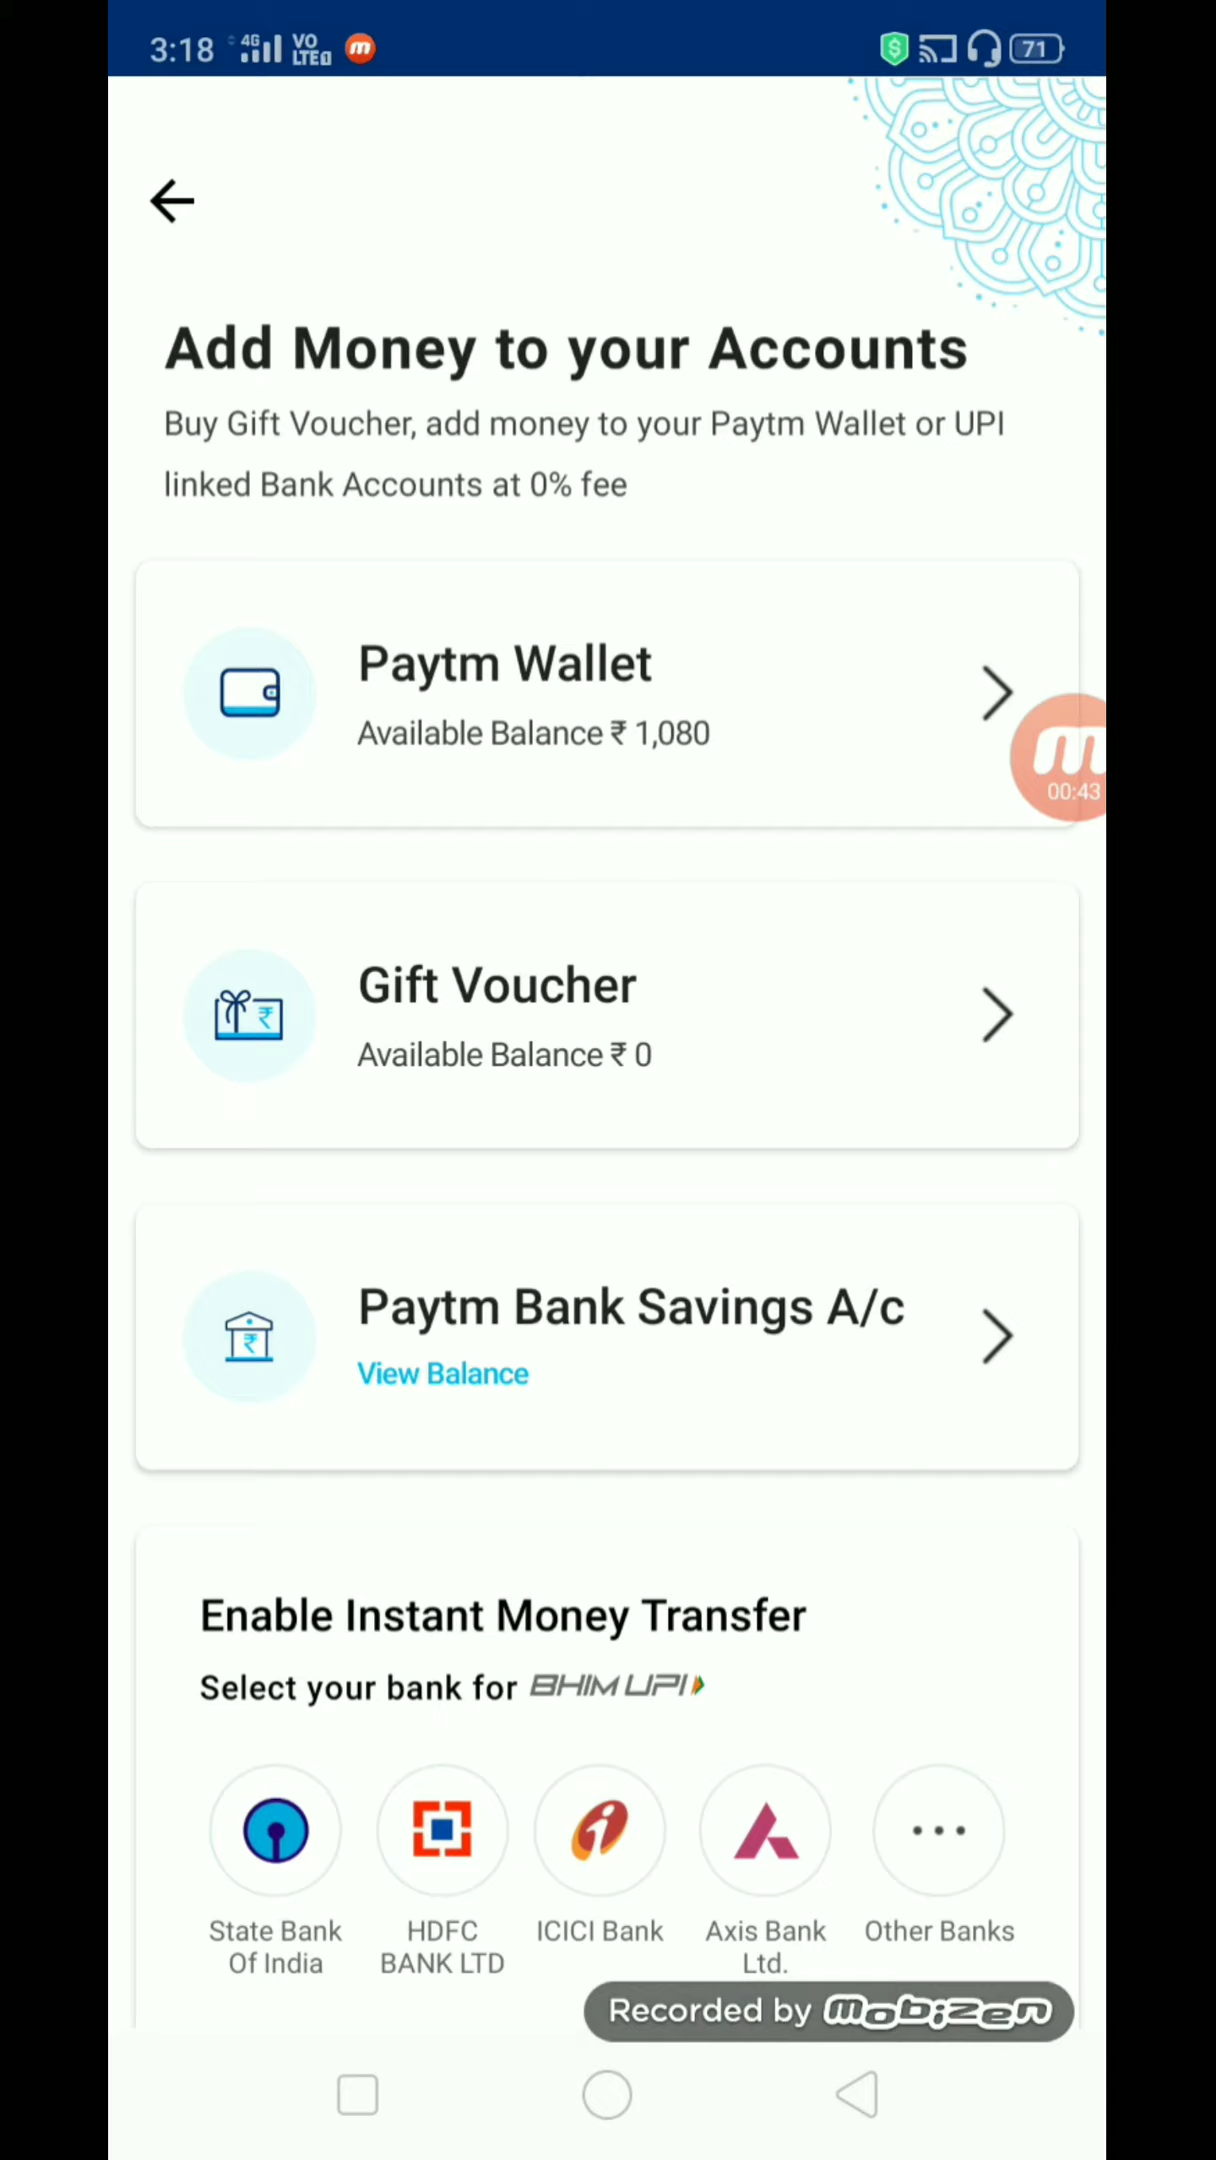 3:18 4G VO LTE m $ 71
Add Money to your Accounts
Buy Gift Voucher, add money to your Paytm Wallet or UPI
linked Bank Accounts at 0% fee
Paytm Wallet
Available Balance ₹ 1,080
m
00:43
Gift Voucher
₹
Available Balance ₹ 0
Paytm Bank Savings A/c
₹
View Balance
Enable Instant Money Transfer
Select your bank for BHIM UPI
State Bank
Of India
HDFC
BANK LTD
ICICI Bank
Axis Bank
Ltd.
Other Banks
Recorded by mobizen